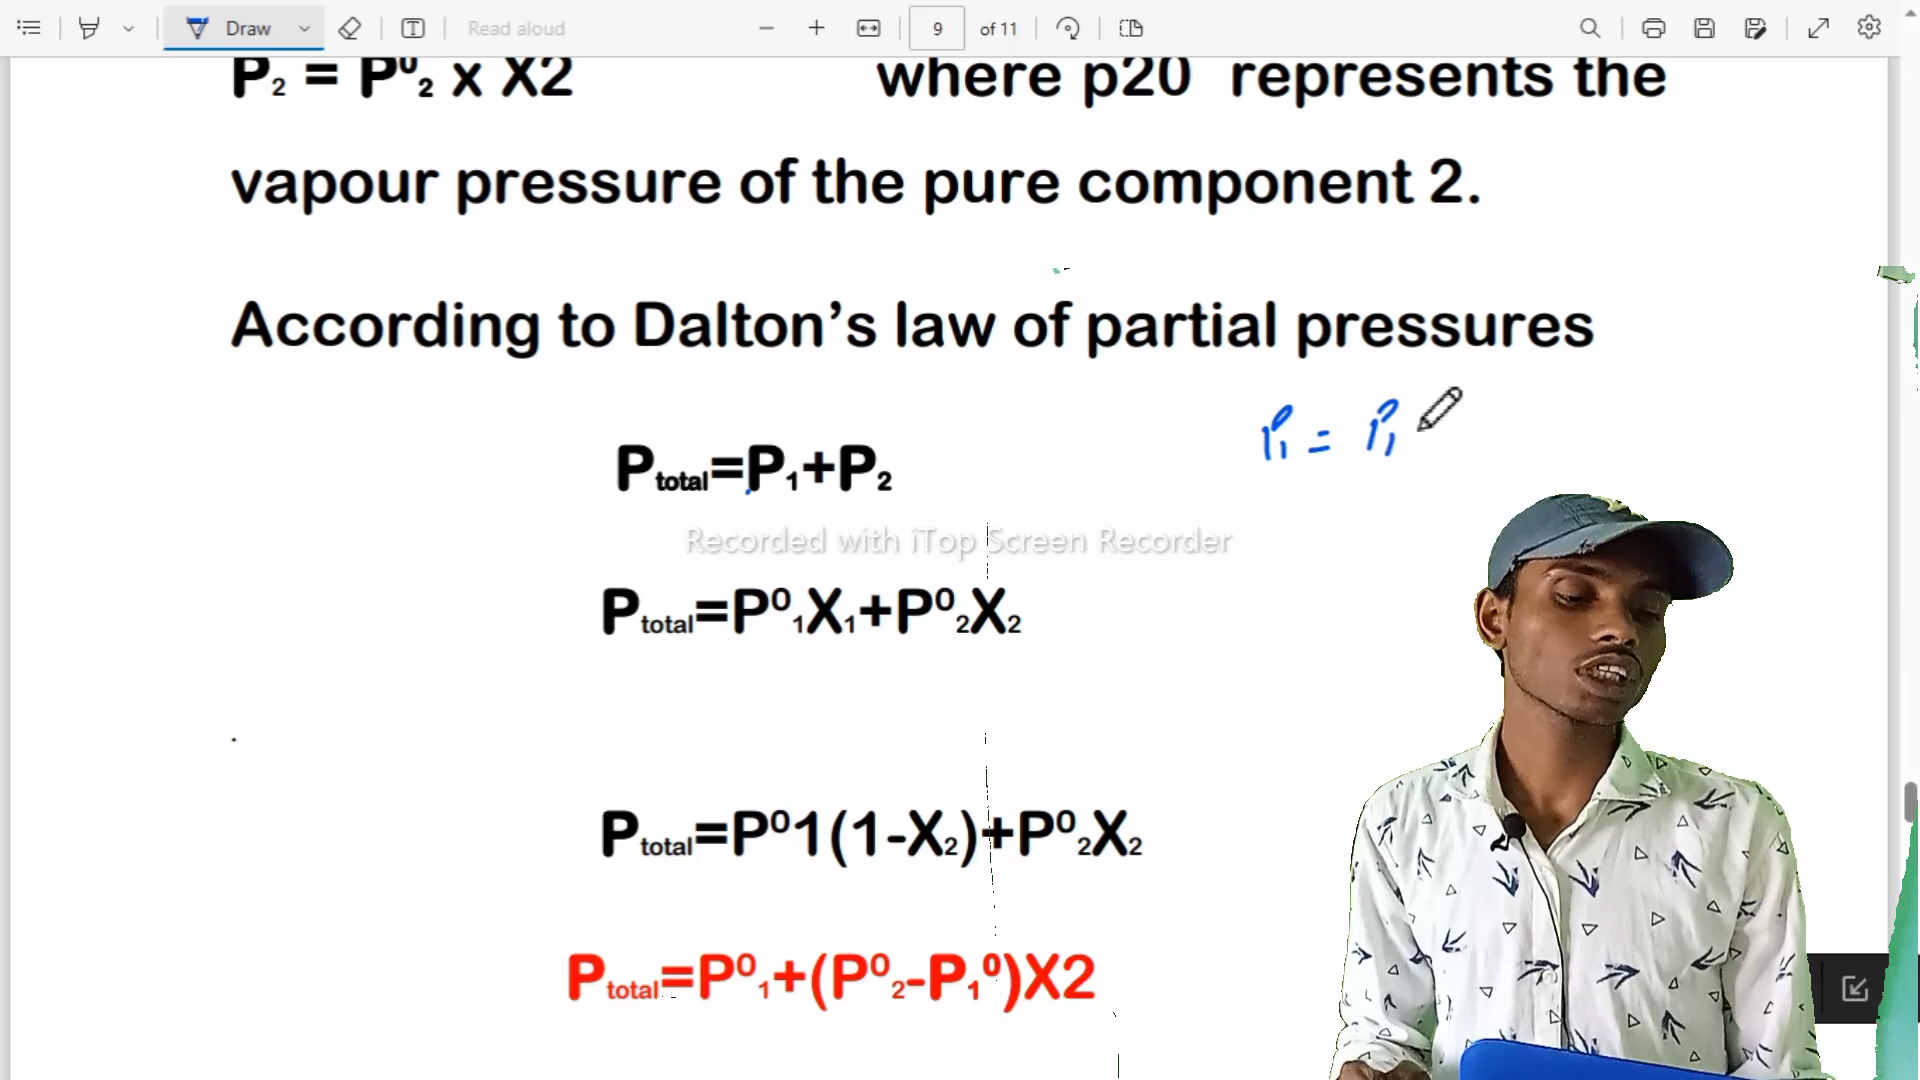 Draw
Read aloud
9 of 11
P₂ = P⁰₂ x X2 where p20 represents the
vapour pressure of the pure component 2.
According to Dalton’s law of partial pressures
P₁ = P₁
Ptotal=P₁+P₂
Recorded with iTop Screen Recorder
Ptotal=P⁰₁X₁+P⁰₂X₂
Ptotal=P⁰1(1-X₂)+P⁰₂X₂
Ptotal=P⁰₁+(P⁰₂-P₁⁰)X2